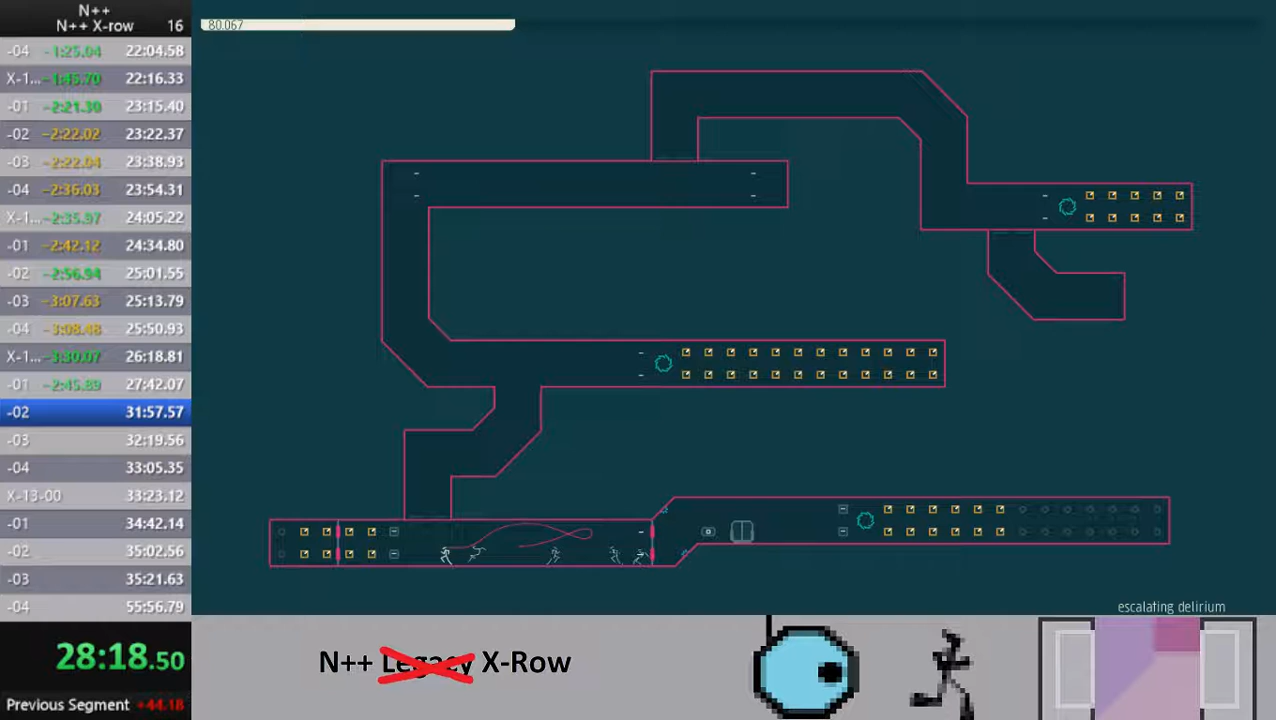 N++
N++ X-row 16
-04 -1:25.04 22:04.58
X-1... -1:45.70 22:16.33
-01 -2:21.30 23:15.40
-02 -2:22.02 23:22.37
-03 -2:22.04 23:38.93
-04 -2:36.03 23:54.31
X-1... -2:35.97 24:05.22
-01 -2:42.12 24:34.80
-02 -2:56.94 25:01.55
-03 -3:07.63 25:13.79
-04 -3:08.48 25:50.93
X-1... -3:30.07 26:18.81
-01 -2:45.89 27:42.07
-02 31:57.57
-03 32:19.56
-04 33:05.35
X-13-00 33:23.12
-01 34:42.14
-02 35:02.56
-03 35:21.63
-04 55:56.79
28:18.50
Previous Segment +44.18
80.067
escalating delirium
N++ Legacy X-Row